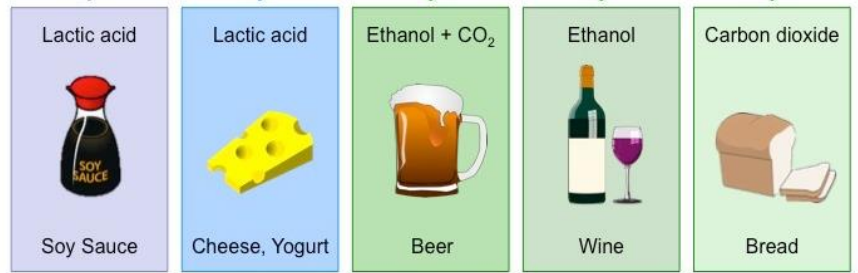 Lactic acid
SOY
SAUCE
Soy Sauce
Lactic acid
Cheese, Yogurt
Ethanol + CO₂
Beer
Ethanol
Wine
Carbon dioxide
Bread